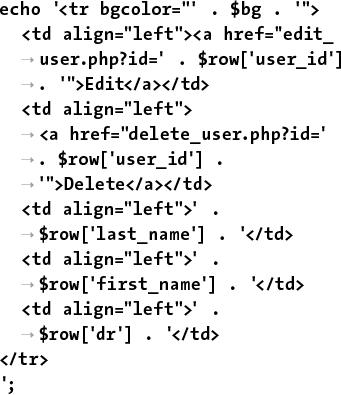 echo '<tr bgcolor="' . $bg . '">
<td align="left"><a href="edit_
→ user.php?id=' . $row['user_id']
→ . '">Edit</a></td>
<td align="left">
→ <a href="delete_user.php?id='
→ . $row['user_id'] .
→ '">Delete</a></td>
<td align="left">' .
→ $row['last_name'] . '</td>
<td align="left">' .
→ $row['first_name'] . '</td>
<td align="left">' .
→ $row['dr'] . '</td>
</tr>
';